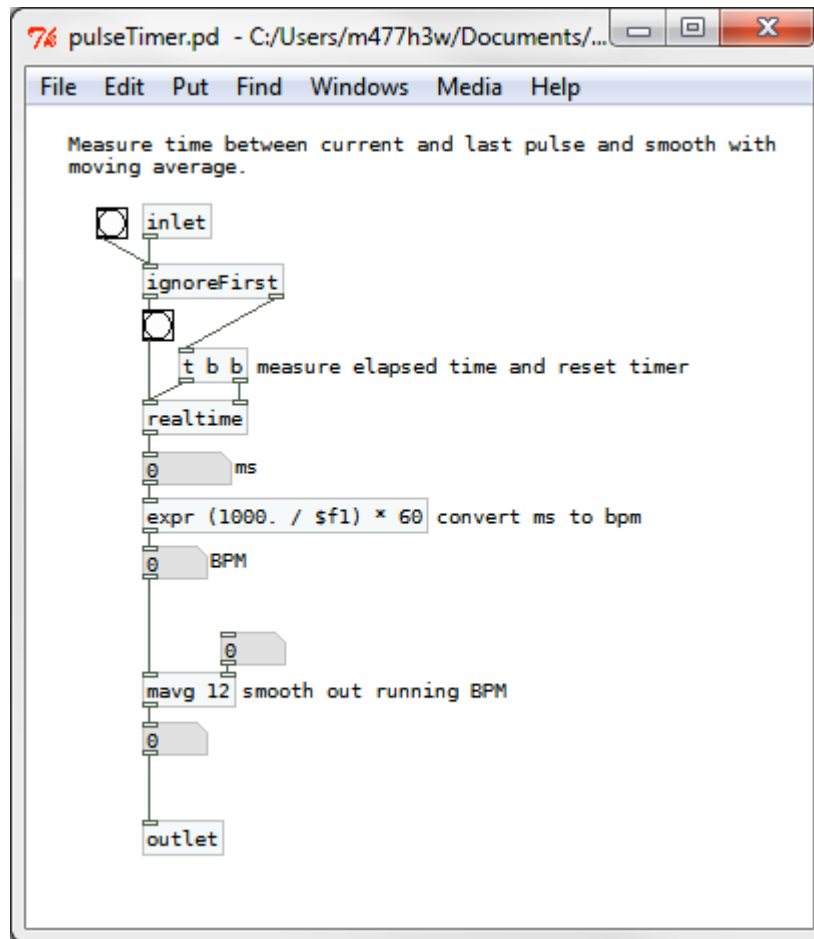 pulseTimer.pd - C:/Users/m477h3w/Documents/...
File Edit Put Find Windows Media Help
Measure time between current and last pulse and smooth with
moving average.
inlet
ignoreFirst
t b b measure elapsed time and reset timer
realtime
0 ms
expr (1000. / $f1) * 60 convert ms to bpm
0 BPM
0
mavg 12 smooth out running BPM
0
outlet